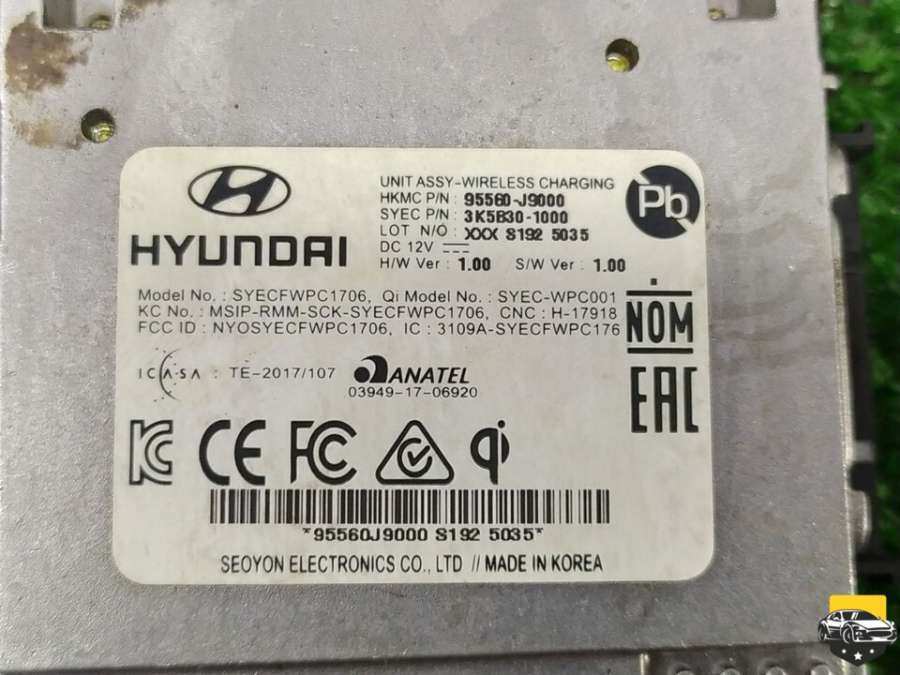 HYUNDAI
UNIT ASSY-WIRELESS CHARGING
HKMC P/N : 95560-J9000
SYEC P/N : 3K5B30-1000
LOT N/O : XXX S192 5035
DC 12V
H/W Ver : 1.00 S/W Ver : 1.00
Pb
Model No. : SYECFWPC1706, Qi Model No.: SYEC-WPC001
KC No.: MSIP-RMM-SCK-SYECFWPC1706, CNC : H-17918
FCC ID : NYOSYECFWPC1706, IC : 3109A-SYECFWPC176
NOM
ICASA : TE-2017/107
ANATEL
03949-17-06920
EAC
KC CE FC qi
*95560J9000 S192 5035*
SEOYON ELECTRONICS CO., LTD // MADE IN KOREA